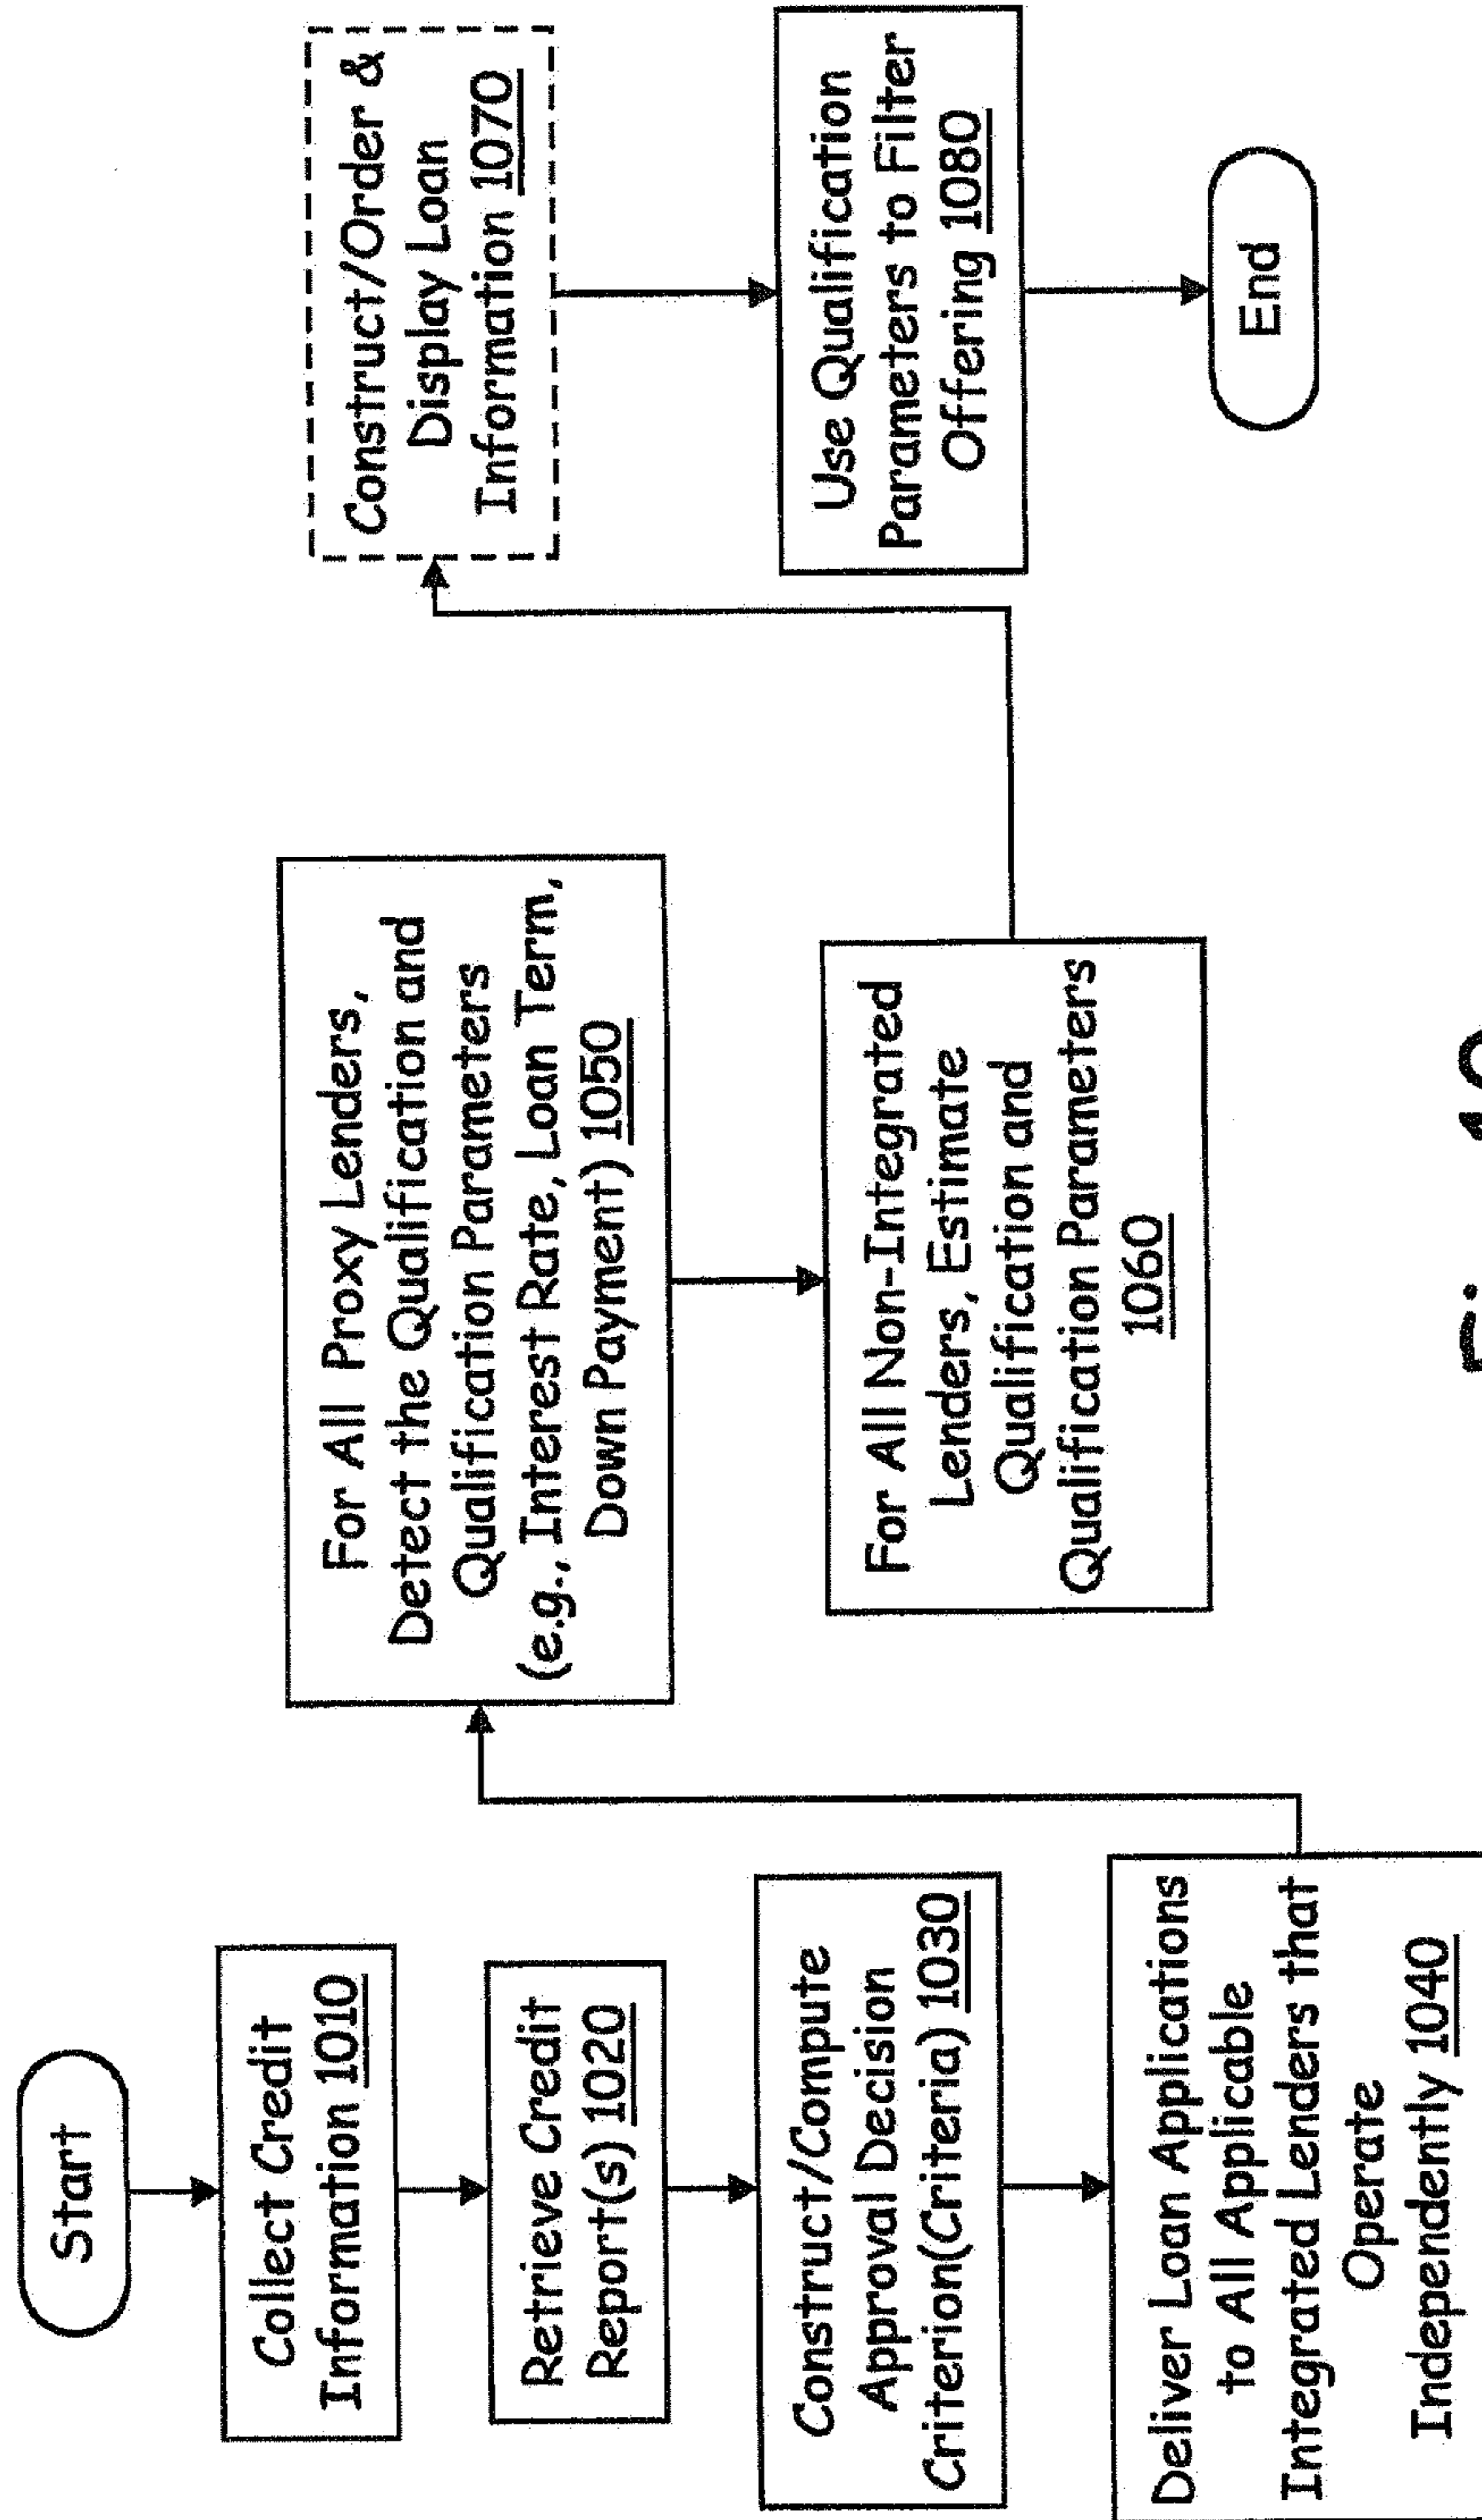 Start
Collect Credit
Information 1010
Retrieve Credit
Report(s) 1020
Construct/Compute
Approval Decision
Criterion(Criteria) 1030
Deliver Loan Applications
to All Applicable
Integrated Lenders that
Operate
Independently 1040
For All Proxy Lenders,
Detect the Qualification and
Qualification Parameters
(e.g., Interest Rate, Loan Term,
Down Payment) 1050
For All Non-Integrated
Lenders, Estimate
Qualification and
Qualification Parameters
1060
Construct/Order &
Display Loan
Information 1070
Use Qualification
Parameters to Filter
Offering 1080
End